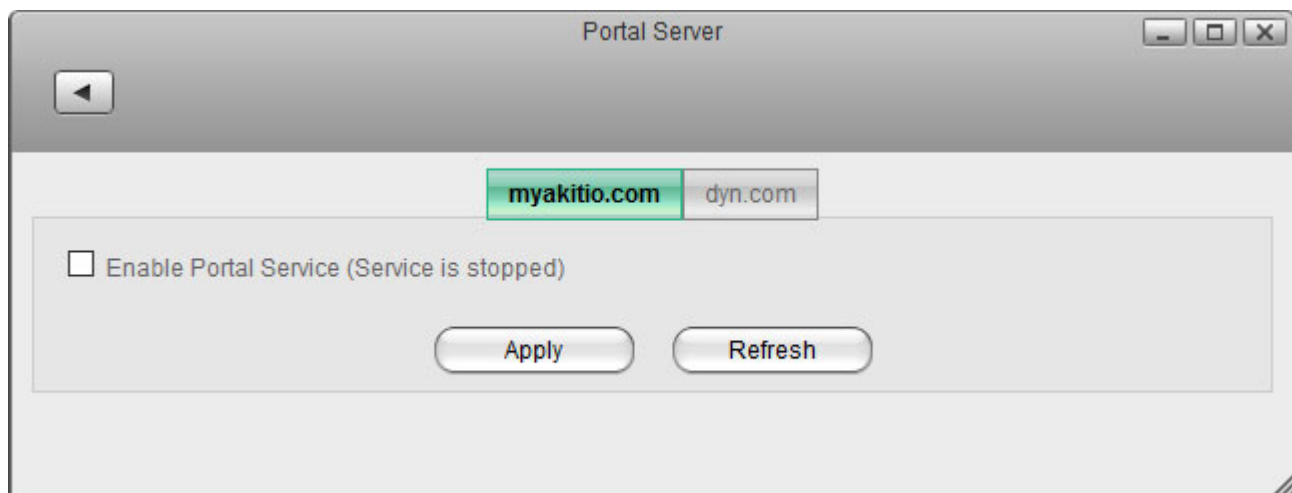 Portal Server
myakitio.com dyn.com
Enable Portal Service (Service is stopped)
Apply Refresh